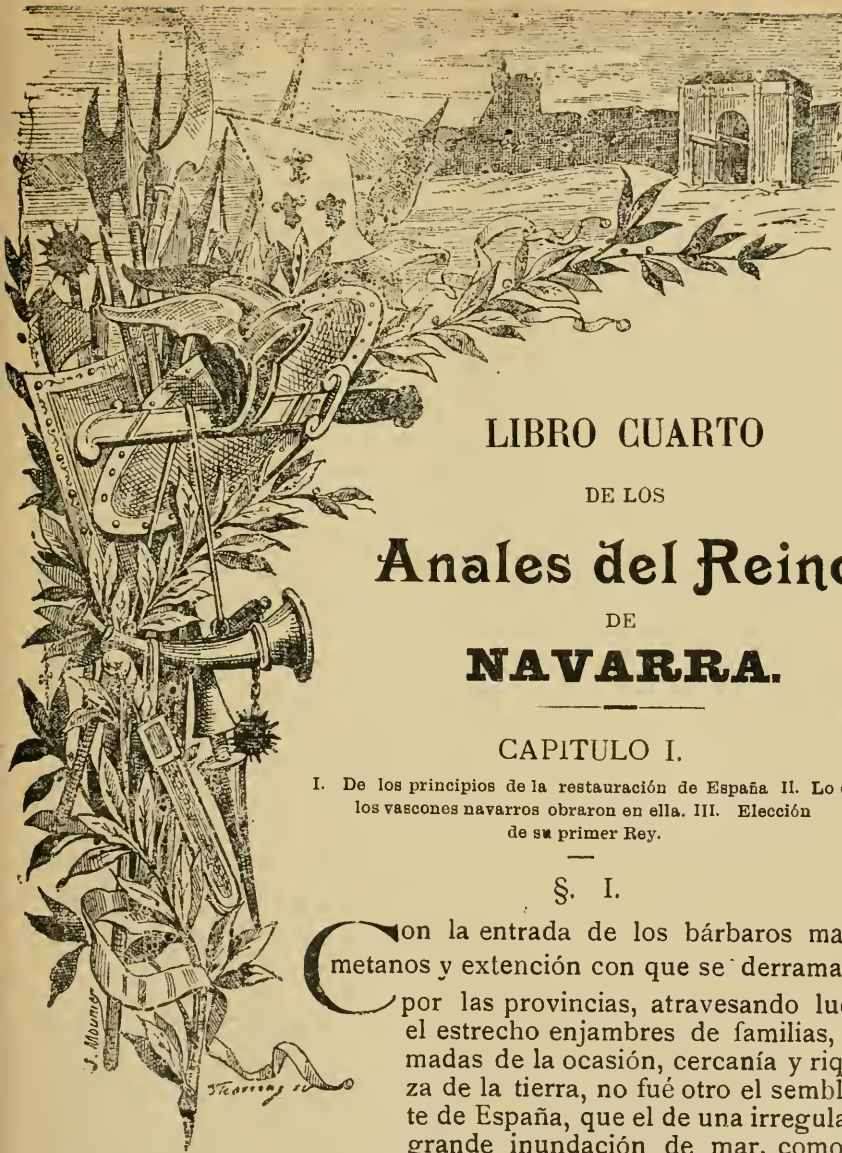 LIBRO CUARTO
DE LOS
Anales del Reino
DE
NAVARRA.
CAPITULO I.
I. De los principios de la restauración de España II. Lo
los vascones navarros obraron en ella. III. Elección
de su primer Rey.
§. I.
Con la entrada de los bárbaros ma
metanos y extención con que se derrama
por las provincias, atravesando lu
el estrecho enjambres de familias,
madas de la ocasión, cercanía y riq
za de la tierra, no fué otro el sembl
te de España, que el de una irregula
grande inundación de mar, como
J. Mounier